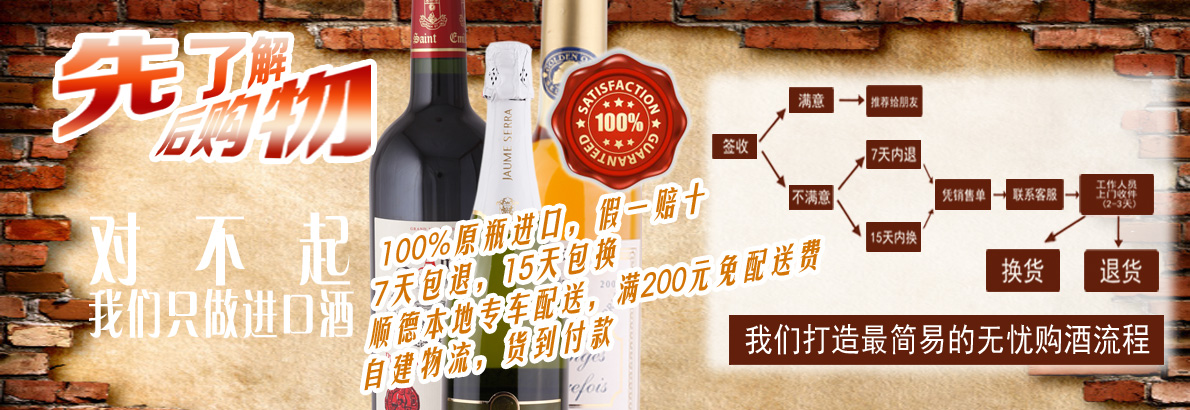 先了解
后购物
对不起
我们只做进口酒
Saint Em
JAUME SERRA
GOLDEN
SATISFACTION
100%
GUARANTEED
100%原瓶进口，假一赔十
7天包退，15天包换
顺德本地专车配送，满200元免配送费
自建物流，货到付款
200
nges
refois
签收
满意
推荐给朋友
不满意
7天内退
15天内换
凭销售单
联系客服
工作人员
上门收件
(2-3天)
换货
退货
我们打造最简易的无忧购酒流程